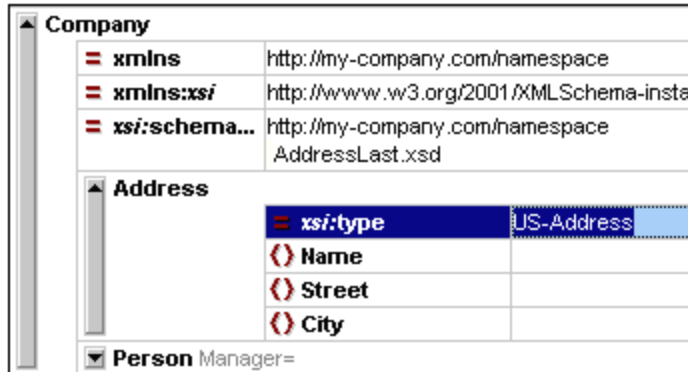 Company
= xmlns http://my-company.com/namespace
= xmlns:xsi http://www.w3.org/2001/XMLSchema-insta
= xsi:schema... http://my-company.com/namespace
AddressLast.xsd
Address
= xsi:type US-Address
{} Name
{} Street
{} City
Person Manager=